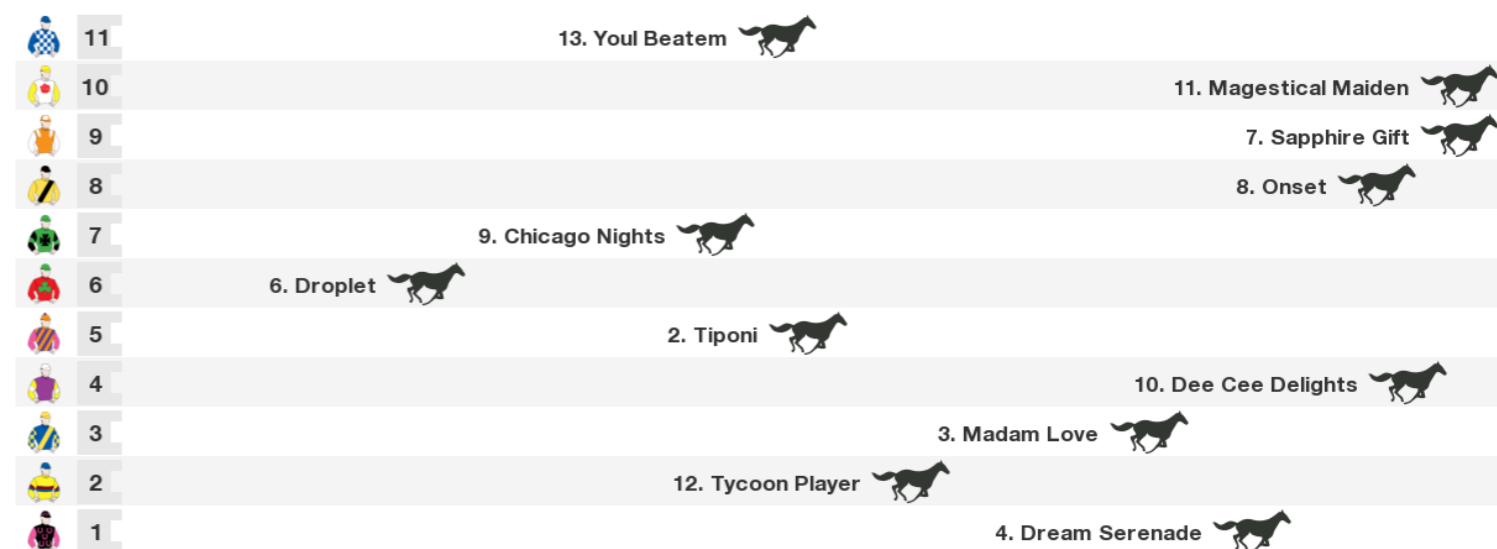 11 13. Youl Beatem
10 11. Magestical Maiden
9 7. Sapphire Gift
8 8. Onset
7 9. Chicago Nights
6 6. Droplet
5 2. Tiponi
4 10. Dee Cee Delights
3 3. Madam Love
2 12. Tycoon Player
1 4. Dream Serenade